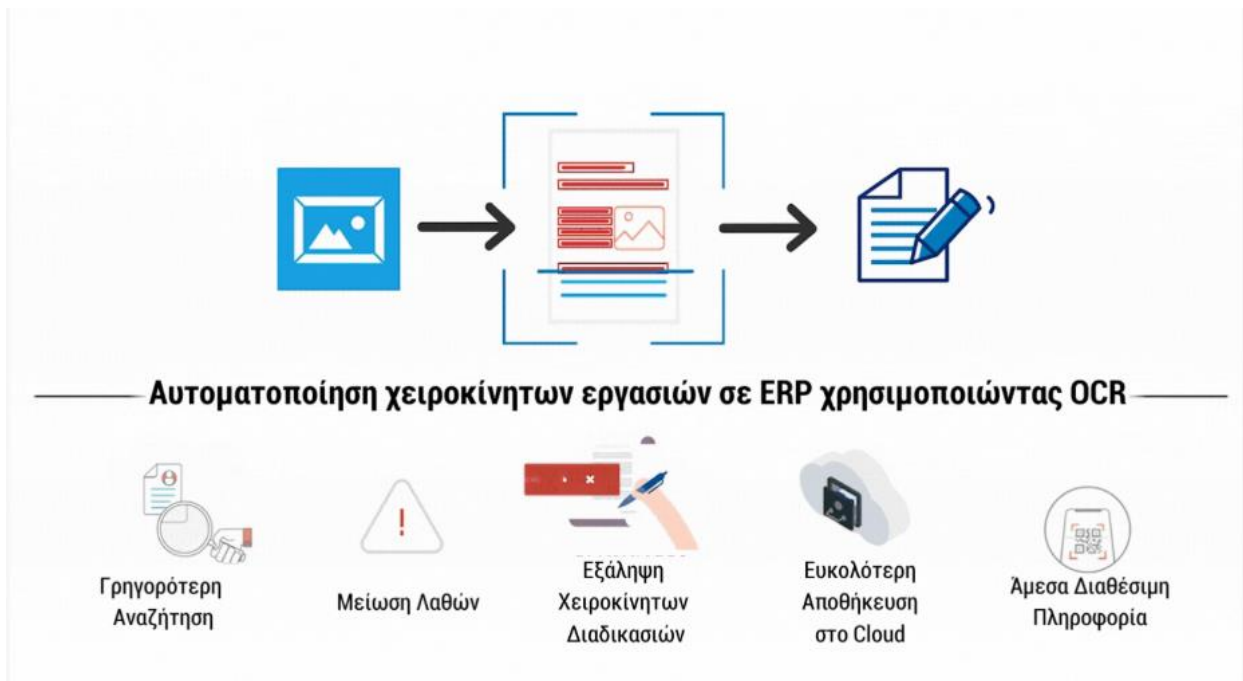 Αυτοματοποίηση χειροκίνητων εργασιών σε ERP χρησιμοποιώντας OCR
Γρηγορότερη
Αναζήτηση
Μείωση Λαθών
Εξάληψη
Χειροκίνητων
Διαδικασιών
Ευκολότερη
Αποθήκευση
στο Cloud
Άμεσα Διαθέσιμη
Πληροφορία